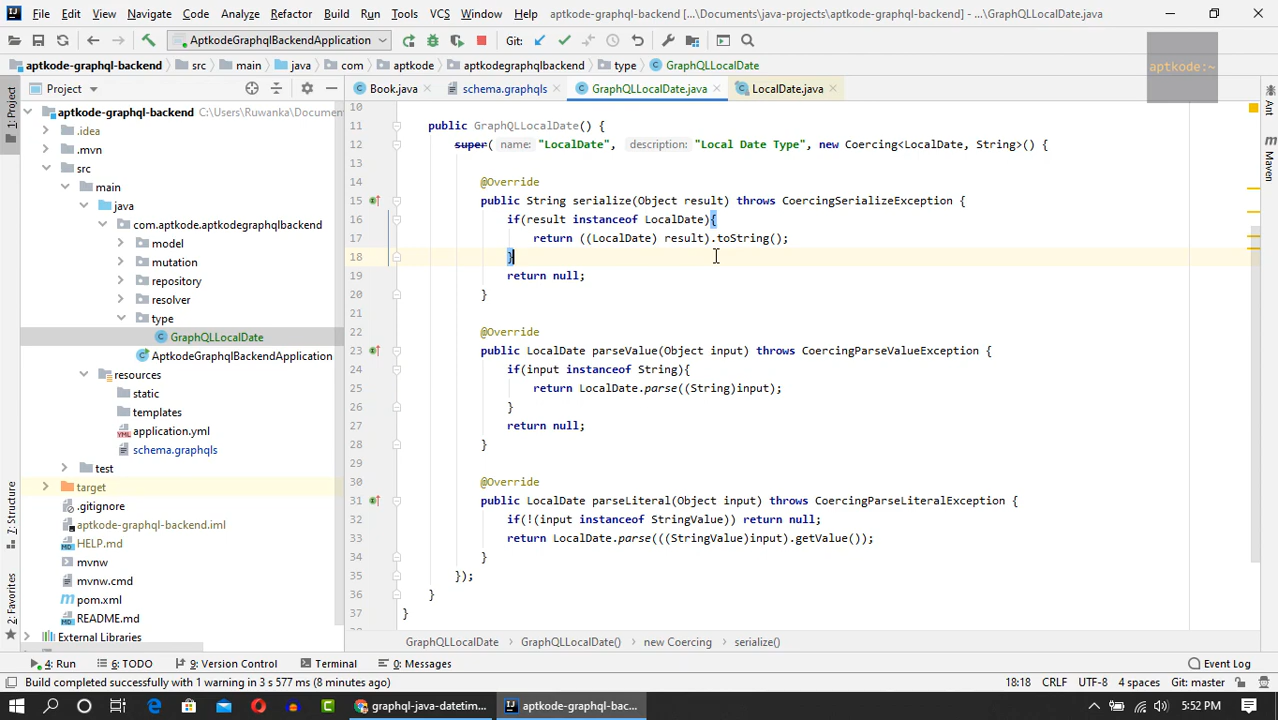 File Edit View Navigate Code Analyze Refactor Build Run Tools VCS Window Help aptkode-graphql-backend [...\Documents\java-projects\aptkode-graphql-backend] - ...\GraphQLLocalDate.java
AptkodeGraphqlBackendApplication Git:
aptkode-graphql-backend src main java com aptkode aptkodegraphqlbackend type GraphQLLocalDate
aptkode:~
Project Book.java schema.graphqls GraphQLLocalDate.java LocalDate.java
1: Project
7: Structure
2: Favorites
Ant
Maven
aptkode-graphql-backend C:\Users\Ruwanka\Documen
.idea
.mvn
src
main
java
com.aptkode.aptkodegraphqlbackend
model
mutation
repository
resolver
type
GraphQLLocalDate
AptkodeGraphqlBackendApplication
resources
static
templates
application.yml
schema.graphqls
test
target
.gitignore
aptkode-graphql-backend.iml
HELP.md
mvnw
mvnw.cmd
pom.xml
README.md
External Libraries
10
11 public GraphQLLocalDate() {
12 super( name: "LocalDate", description: "Local Date Type", new Coercing<LocalDate, String>() {
13
14 @Override
15 public String serialize(Object result) throws CoercingSerializeException {
16 if(result instanceof LocalDate){
17 return ((LocalDate) result).toString();
18 }
19 return null;
20 }
21
22 @Override
23 public LocalDate parseValue(Object input) throws CoercingParseValueException {
24 if(input instanceof String){
25 return LocalDate.parse((String)input);
26 }
27 return null;
28 }
29
30 @Override
31 public LocalDate parseLiteral(Object input) throws CoercingParseLiteralException {
32 if(!(input instanceof StringValue)) return null;
33 return LocalDate.parse(((StringValue)input).getValue());
34 }
35 });
36 }
37 }
GraphQLLocalDate GraphQLLocalDate() new Coercing serialize()
4: Run 6: TODO 9: Version Control Terminal 0: Messages Event Log
Build completed successfully with 1 warning in 3 s 577 ms (8 minutes ago) 18:18 CRLF UTF-8 4 spaces Git: master
graphql-java-datetim... aptkode-graphql-bac... 5:52 PM